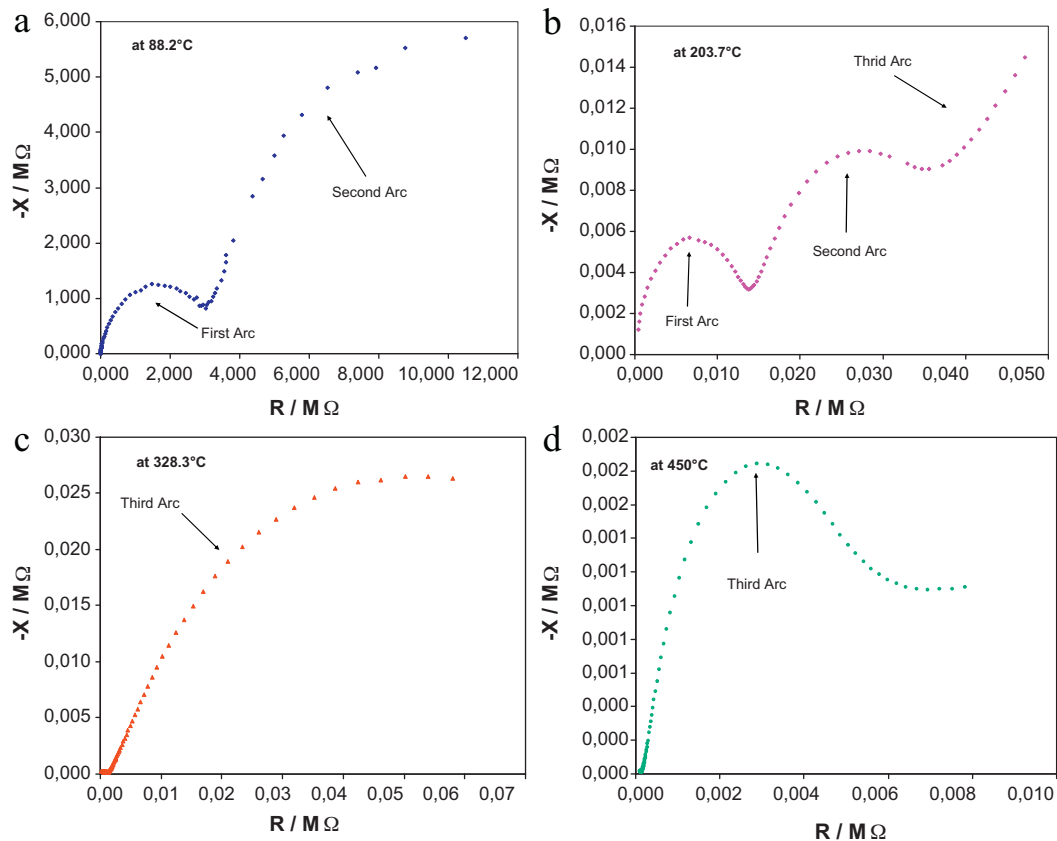 a
at 88.2°C
6,000
5,000
4,000
3,000
2,000
1,000
0,000
-X / MΩ
Second Arc
First Arc
0,000 2,000 4,000 6,000 8,000 10,000 12,000
R / MΩ
b
at 203.7°C
0,016
0,014
0,012
0,010
0,008
0,006
0,004
0,002
0,000
-X / MΩ
Thrid Arc
Second Arc
First Arc
0,000 0,010 0,020 0,030 0,040 0,050
R / MΩ
c
at 328.3°C
0,030
0,025
0,020
0,015
0,010
0,005
0,000
-X / MΩ
Third Arc
0,00 0,01 0,02 0,03 0,04 0,05 0,06 0,07
R / MΩ
d
at 450°C
0,002
0,002
0,002
0,001
0,001
0,001
0,001
0,001
0,000
0,000
0,000
-X / MΩ
Third Arc
0,000 0,002 0,004 0,006 0,008 0,010
R / MΩ